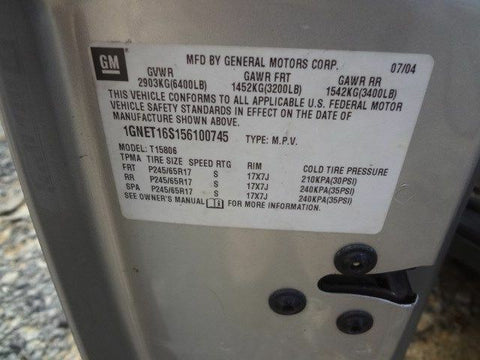 GM
MFD BY GENERAL MOTORS CORP. 07/04
GVWR GAWR FRT GAWR RR
2903KG(6400LB) 1452KG(3200LB) 1542KG(3400LB)
THIS VEHICLE CONFORMS TO ALL APPLICABLE U.S. FEDERAL MOTOR
VEHICLE SAFETY STANDARDS IN EFFECT ON THE DATE OF
MANUFACTURE SHOWN ABOVE.
1GNET16S156100745 TYPE: M.P.V.
MODEL: T15806
TPMA TIRE SIZE SPEED RTG RIM COLD TIRE PRESSURE
FRT P245/65R17 S 17X7J 210KPA(30PSI)
RR P245/65R17 S 17X7J 240KPA(35PSI)
SPA P245/65R17 S 17X7J 240KPA(35PSI)
SEE OWNER'S MANUAL FOR MORE INFORMATION.